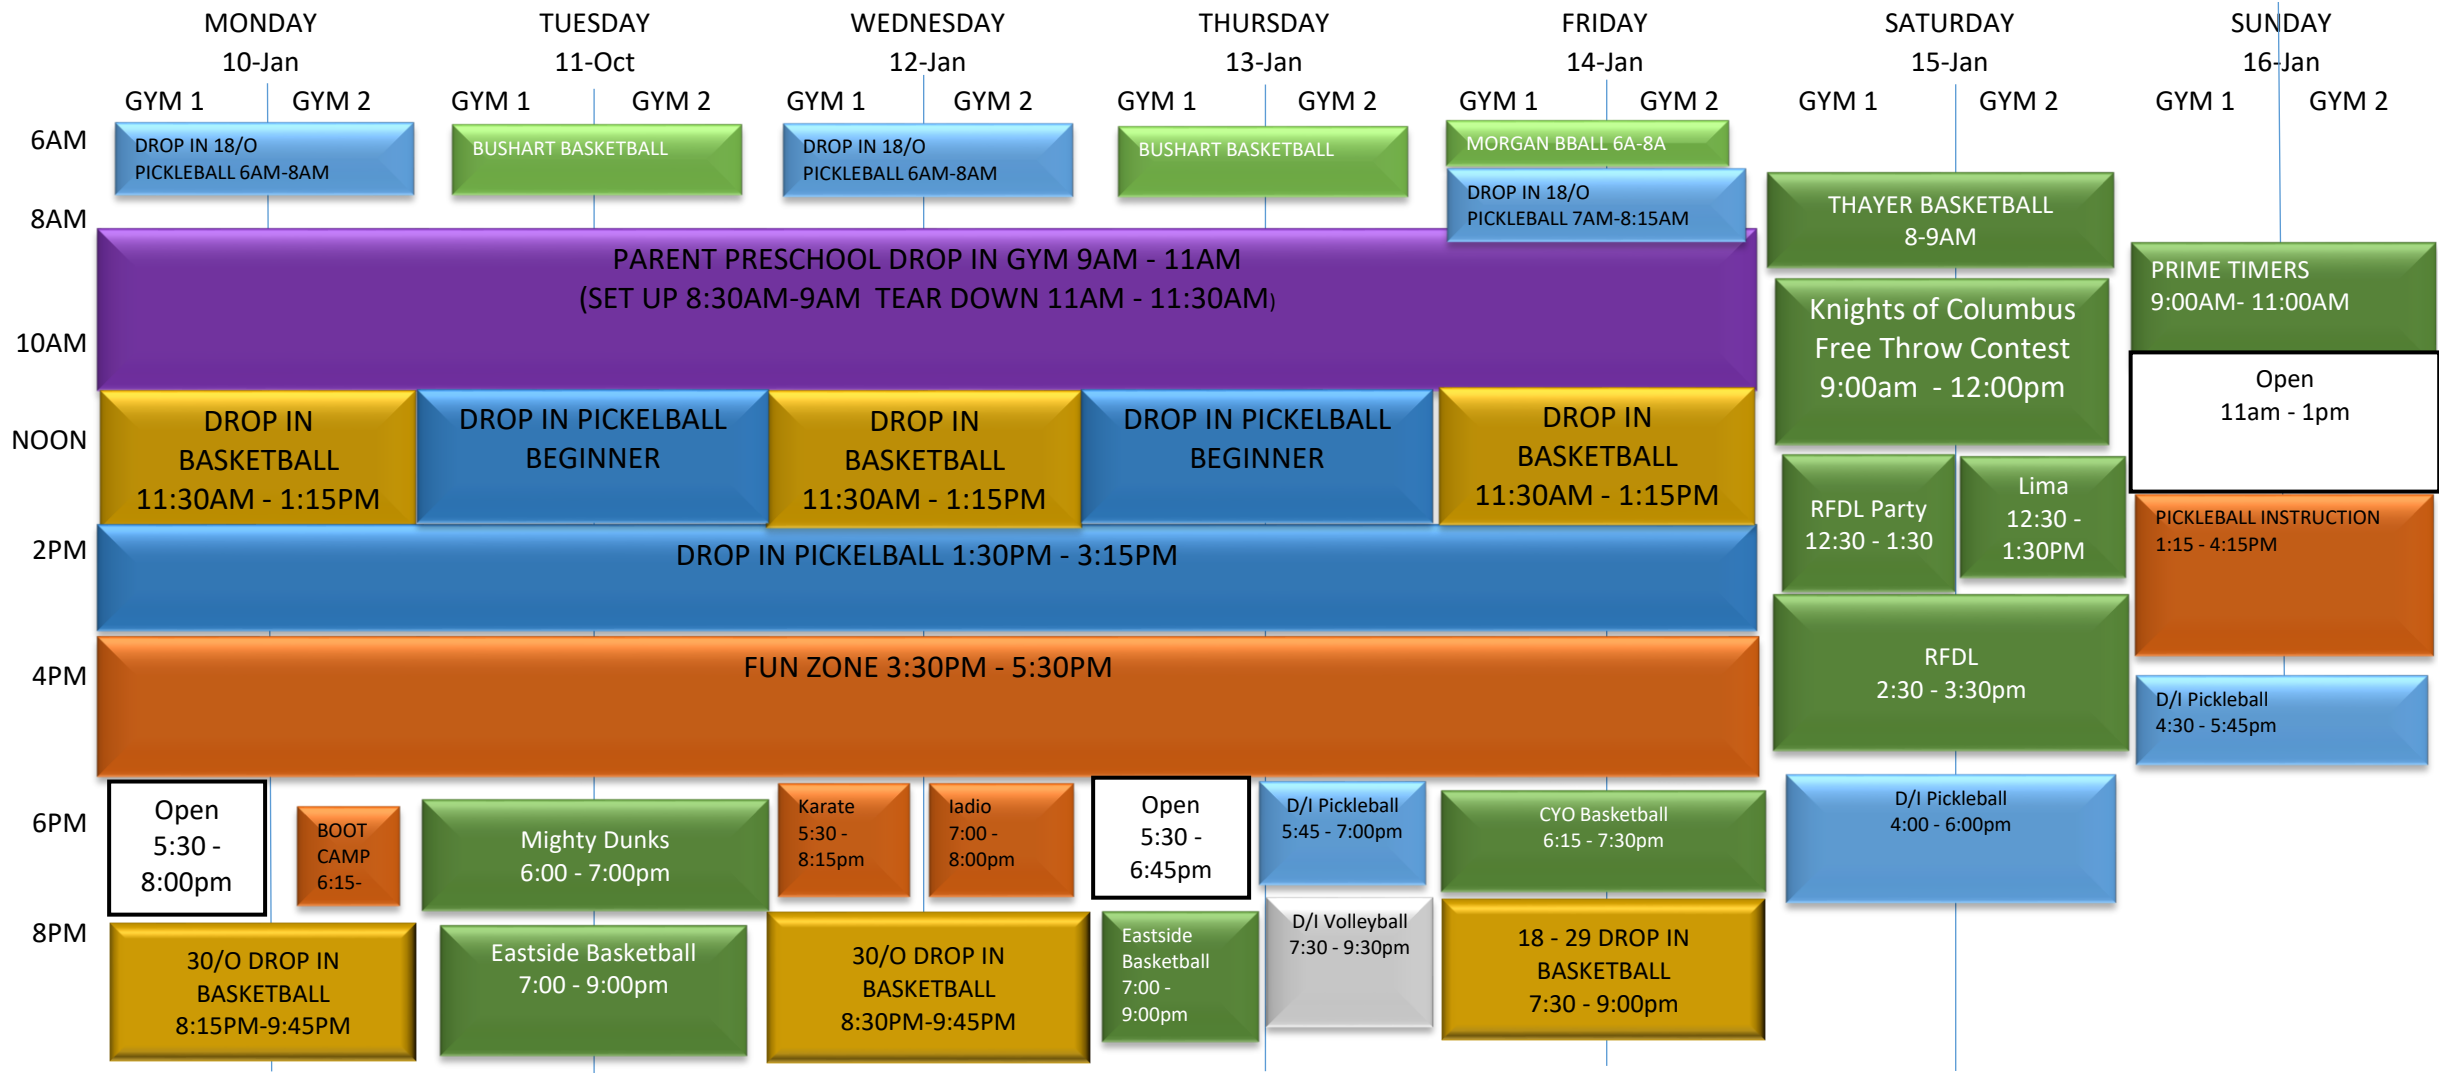 MONDAY TUESDAY WEDNESDAY THURSDAY FRIDAY SATURDAY SUNDAY
10-Jan 11-Oct 12-Jan 13-Jan 14-Jan 15-Jan 16-Jan
GYM 1 GYM 2 GYM 1 GYM 2 GYM 1 GYM 2 GYM 1 GYM 2 GYM 1 GYM 2 GYM 1 GYM 2 GYM 1 GYM 2
6AM
DROP IN 18/O
PICKLEBALL 6AM-8AM
BUSHART BASKETBALL
DROP IN 18/O
PICKLEBALL 6AM-8AM
BUSHART BASKETBALL
MORGAN BBALL 6A-8A
DROP IN 18/O
PICKLEBALL 7AM-8:15AM
THAYER BASKETBALL
8-9AM
8AM
PARENT PRESCHOOL DROP IN GYM 9AM - 11AM
(SET UP 8:30AM-9AM TEAR DOWN 11AM - 11:30AM)
Knights of Columbus
Free Throw Contest
9:00am - 12:00pm
PRIME TIMERS
9:00AM- 11:00AM
10AM
Open
11am - 1pm
NOON
DROP IN
BASKETBALL
11:30AM - 1:15PM
DROP IN PICKELBALL
BEGINNER
DROP IN
BASKETBALL
11:30AM - 1:15PM
DROP IN PICKELBALL
BEGINNER
DROP IN
BASKETBALL
11:30AM - 1:15PM
RFDL Party
12:30 - 1:30
Lima
12:30 -
1:30PM
PICKLEBALL INSTRUCTION
1:15 - 4:15PM
2PM
DROP IN PICKELBALL 1:30PM - 3:15PM
4PM
FUN ZONE 3:30PM - 5:30PM
RFDL
2:30 - 3:30pm
D/I Pickleball
4:30 - 5:45pm
6PM
Open
5:30 -
8:00pm
BOOT
CAMP
6:15-
Mighty Dunks
6:00 - 7:00pm
Karate
5:30 -
8:15pm
Iadio
7:00 -
8:00pm
Open
5:30 -
6:45pm
D/I Pickleball
5:45 - 7:00pm
CYO Basketball
6:15 - 7:30pm
D/I Pickleball
4:00 - 6:00pm
8PM
30/O DROP IN
BASKETBALL
8:15PM-9:45PM
Eastside Basketball
7:00 - 9:00pm
30/O DROP IN
BASKETBALL
8:30PM-9:45PM
Eastside
Basketball
7:00 -
9:00pm
D/I Volleyball
7:30 - 9:30pm
18 - 29 DROP IN
BASKETBALL
7:30 - 9:00pm